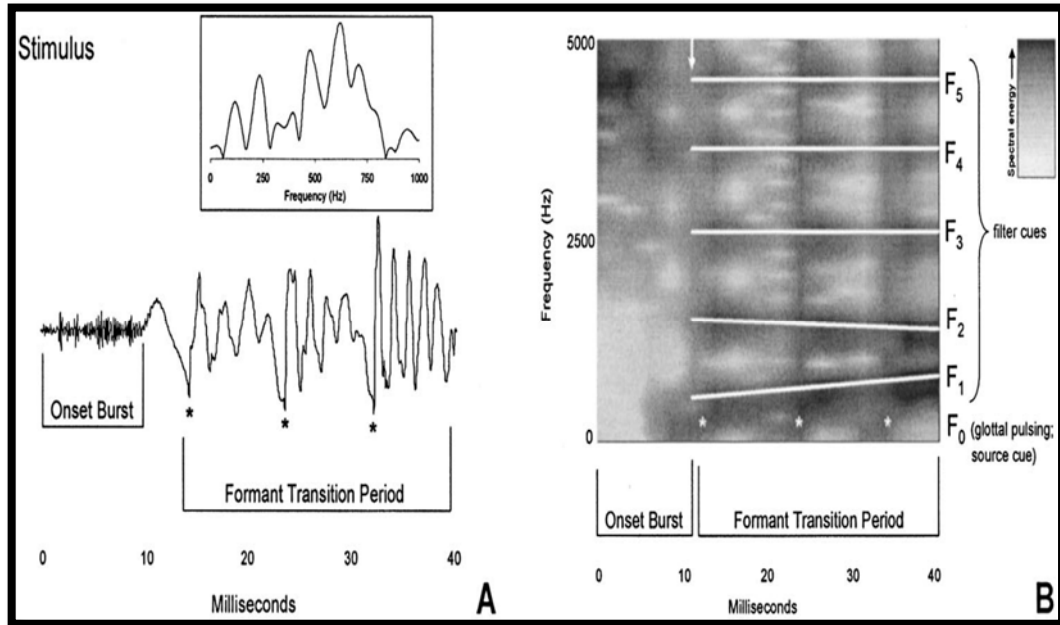 Stimulus
0 250 500 750 1000
Frequency (Hz)
* * *
Onset Burst
Formant Transition Period
0 10 20 30 40
Milliseconds
A
5000
2500
0
Frequency (Hz)
F5
F4
F3
F2
F1
F0 (glottal pulsing;
source cue)
filter cues
Spectral energy
* * *
Onset Burst
Formant Transition Period
0 10 20 30 40
Milliseconds
B